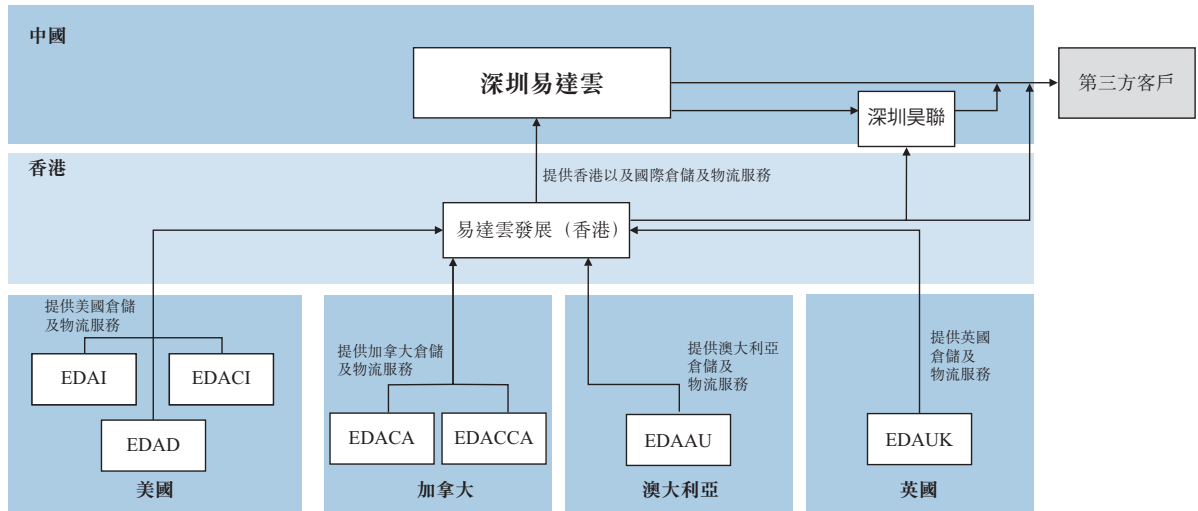 中國
深圳易達雲
第三方客戶
深圳昊聯
香港
提供香港以及國際倉儲及物流服務
易達雲發展（香港）
提供美國倉儲
及物流服務
EDAI
EDACI
EDAD
美國
提供加拿大倉儲
及物流服務
EDACA
EDACCA
加拿大
提供澳大利亞
倉儲及
物流服務
EDAAU
澳大利亞
提供英國
倉儲及
物流服務
EDAUK
英國